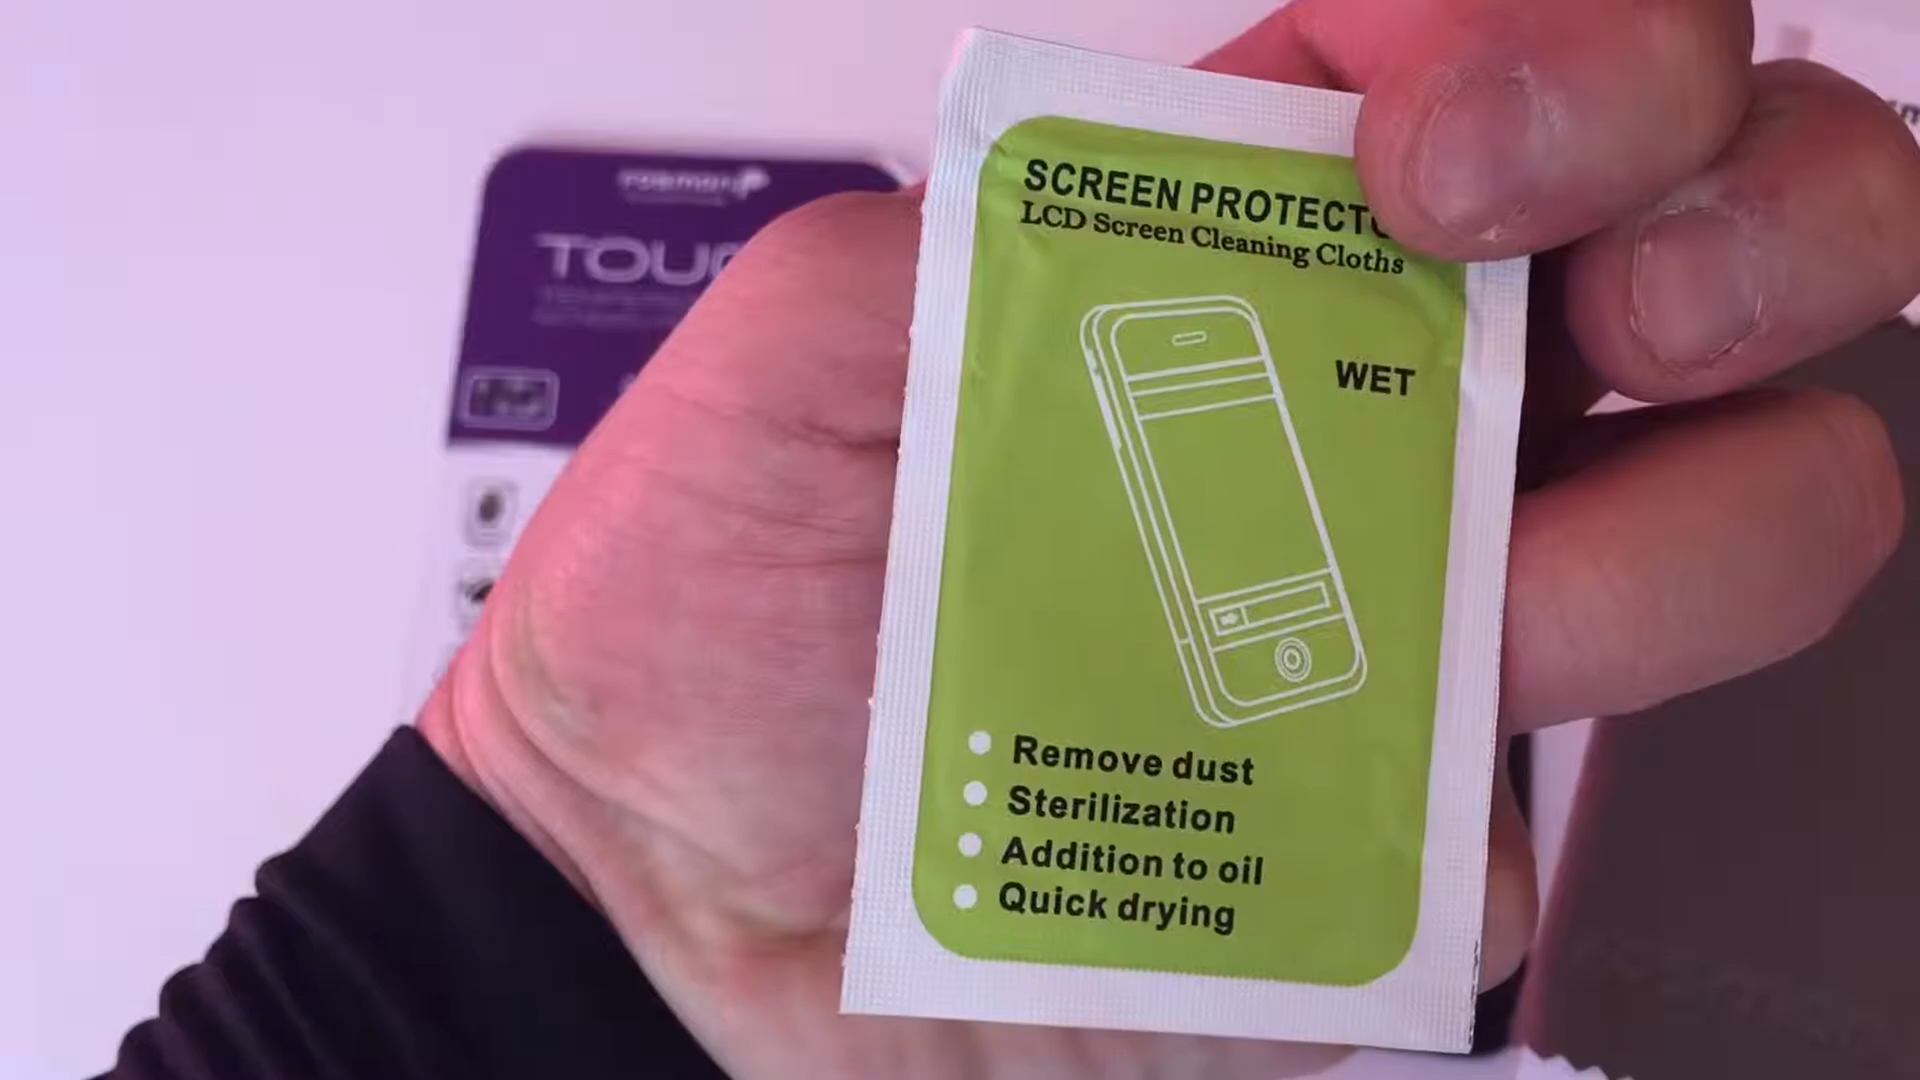 SCREEN PROTECTO
LCD Screen Cleaning Cloths
WET
Remove dust
Sterilization
Addition to oil
Quick drying
TOU